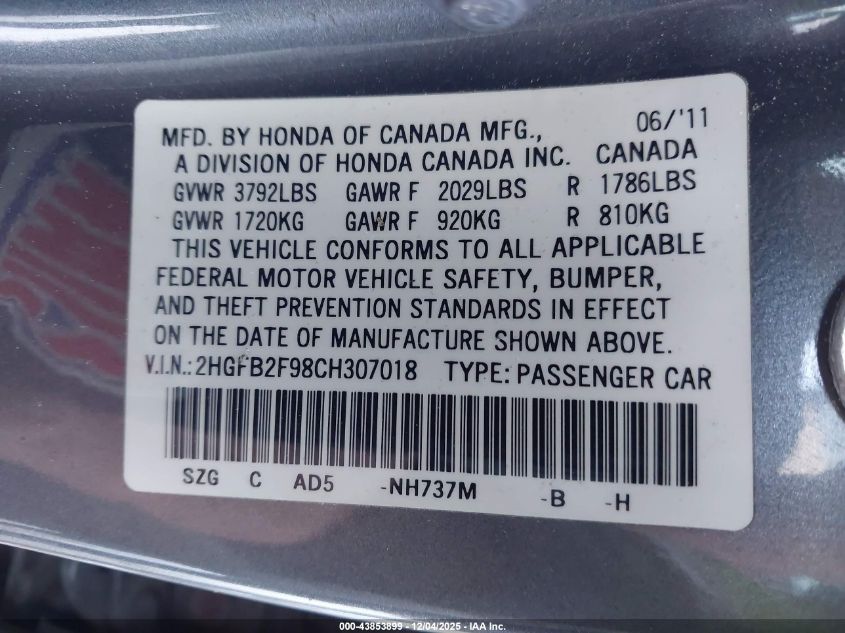 06/'11
MFD. BY HONDA OF CANADA MFG.,
A DIVISION OF HONDA CANADA INC. CANADA
GVWR 3792LBS GAWR F 2029LBS R 1786LBS
GVWR 1720KG GAWR F 920KG R 810KG
THIS VEHICLE CONFORMS TO ALL APPLICABLE
FEDERAL MOTOR VEHICLE SAFETY, BUMPER,
AND THEFT PREVENTION STANDARDS IN EFFECT
ON THE DATE OF MANUFACTURE SHOWN ABOVE.
V.I.N.: 2HGFB2F98CH307018 TYPE: PASSENGER CAR
SZG C AD5 -NH737M -B -H
000-43853899 - 12/04/2025 - IAA Inc.